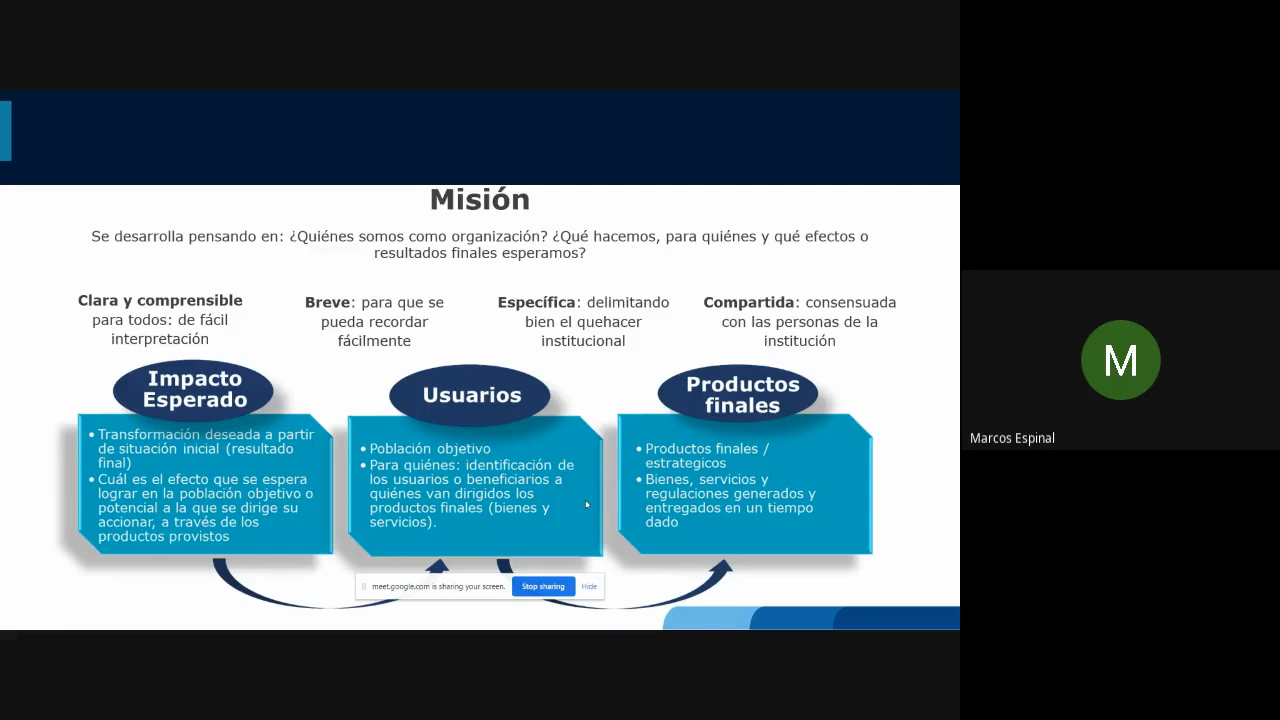 Misión
Se desarrolla pensando en: ¿Quiénes somos como organización? ¿Qué hacemos, para quiénes y qué efectos o
resultados finales esperamos?
Clara y comprensible
para todos: de fácil
interpretación
Breve: para que se
pueda recordar
fácilmente
Específica: delimitando
bien el quehacer
institucional
Compartida: consensuada
con las personas de la
institución
Impacto
Esperado
• Transformación deseada a partir
de situación inicial (resultado
final)
• Cuál es el efecto que se espera
lograr en la población objetivo o
potencial a la que se dirige su
accionar, a través de los
productos provistos
Usuarios
• Población objetivo
• Para quiénes: identificación de
los usuarios o beneficiarios a
quiénes van dirigidos los
productos finales (bienes y
servicios).
Productos
finales
• Productos finales /
estrategicos
• Bienes, servicios y
regulaciones generados y
entregados en un tiempo
dado
meet.google.com is sharing your screen.
Stop sharing
Hide
M
Marcos Espinal